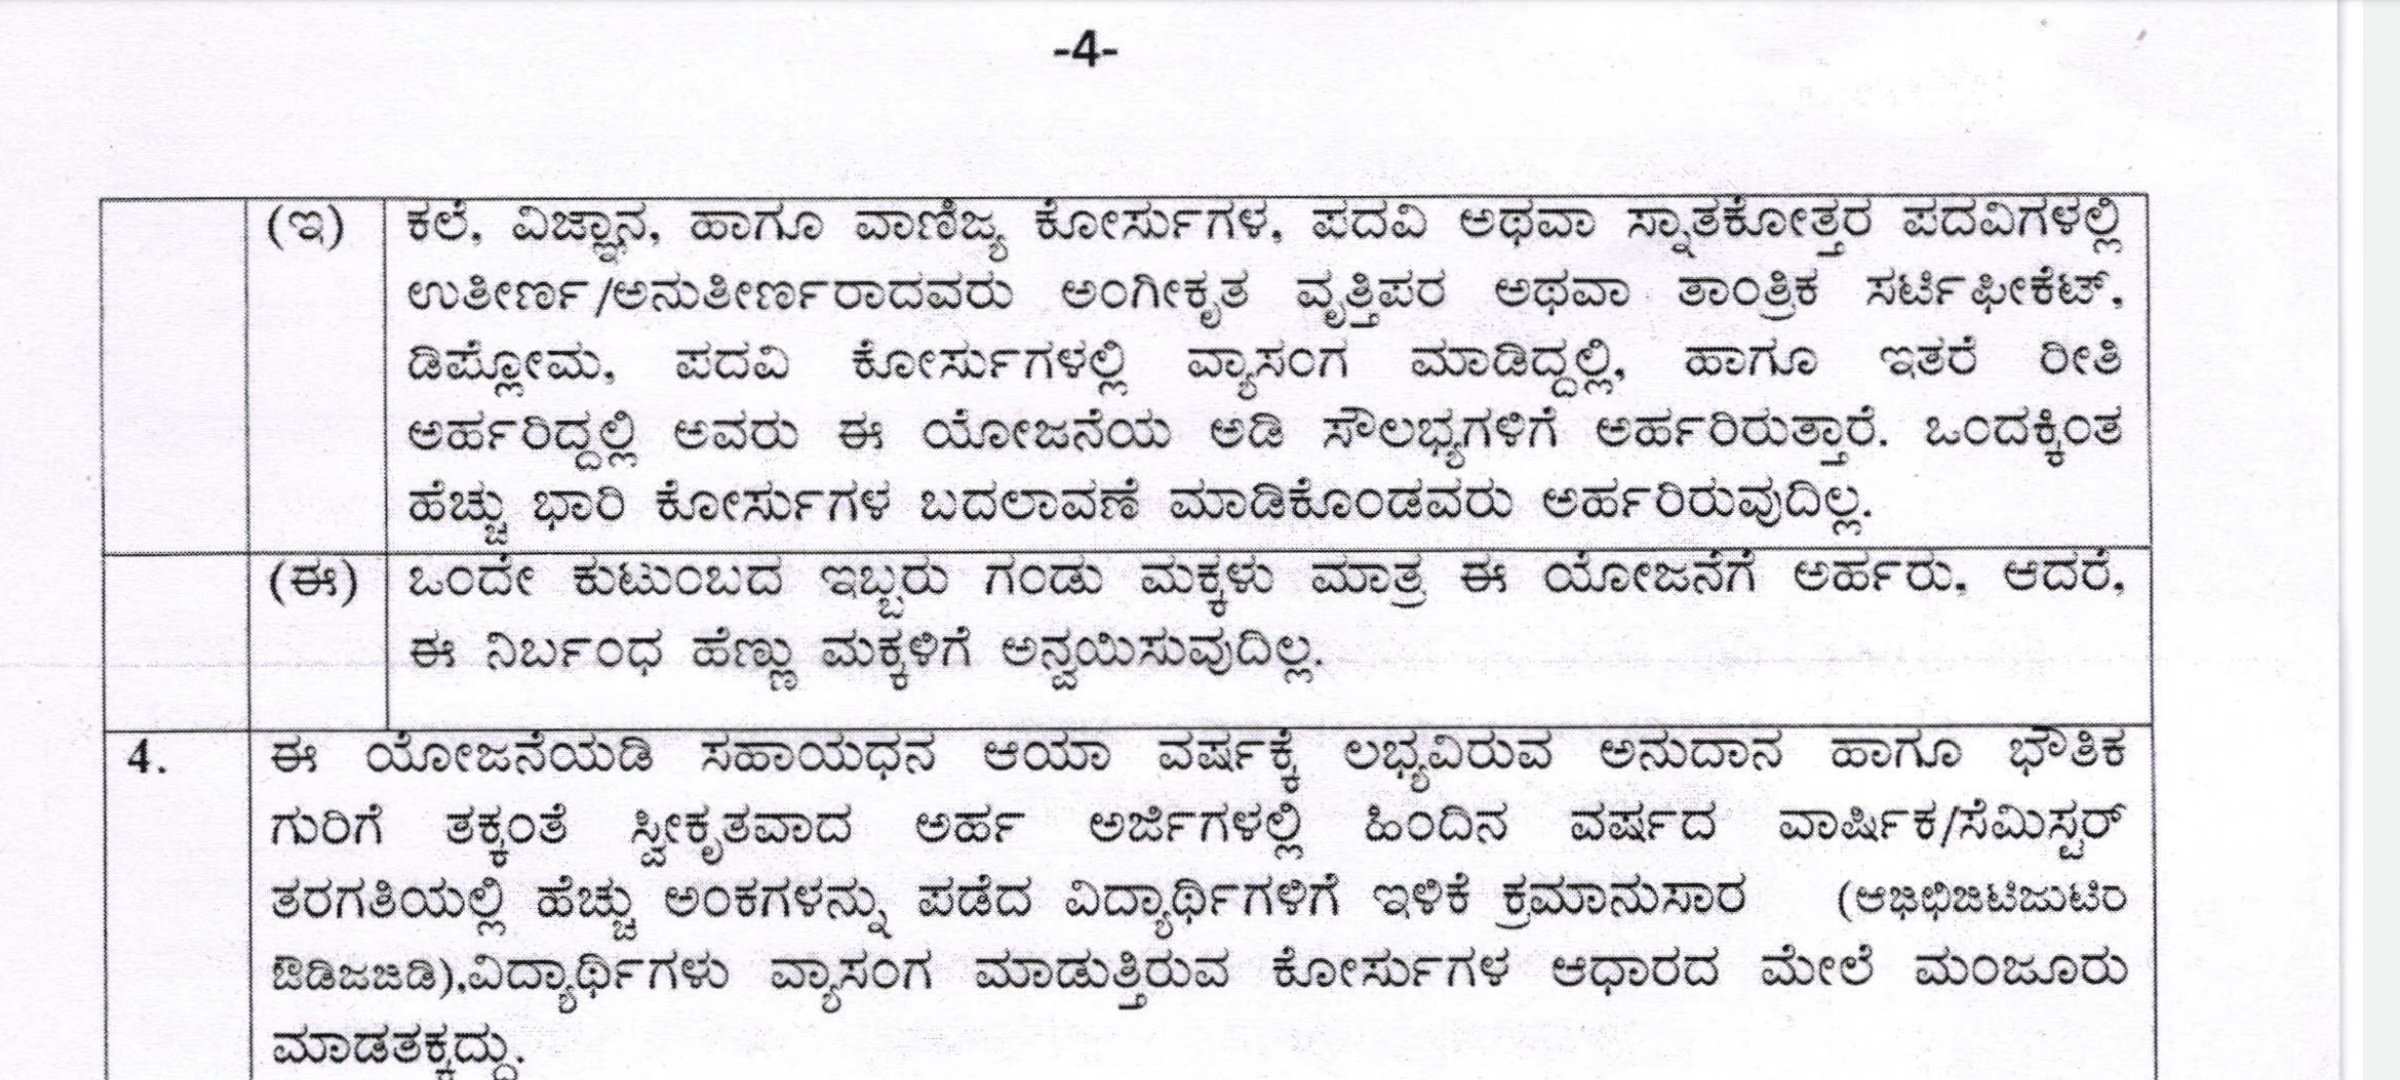 -4-
(ಇ) ಕಲೆ, ವಿಜ್ಞಾನ, ಹಾಗೂ ವಾಣಿಜ್ಯ ಕೋರ್ಸುಗಳ, ಪದವಿ ಅಥವಾ ಸ್ನಾತಕೋತ್ತರ ಪದವಿಗಳಲ್ಲಿ
ಉತೀರ್ಣ/ಅನುತೀರ್ಣರಾದವರು ಅಂಗೀಕೃತ ವೃತ್ತಿಪರ ಅಥವಾ ತಾಂತ್ರಿಕ ಸರ್ಟಿಫೀಕೆಟ್,
ಡಿಪ್ಲೋಮ, ಪದವಿ ಕೋರ್ಸುಗಳಲ್ಲಿ ವ್ಯಾಸಂಗ ಮಾಡಿದ್ದಲ್ಲಿ, ಹಾಗೂ ಇತರೆ ರೀತಿ
ಅರ್ಹರಿದ್ದಲ್ಲಿ ಅವರು ಈ ಯೋಜನೆಯ ಅಡಿ ಸೌಲಭ್ಯಗಳಿಗೆ ಅರ್ಹರಿರುತ್ತಾರೆ. ಒಂದಕ್ಕಿಂತ
ಹೆಚ್ಚು ಭಾರಿ ಕೋರ್ಸುಗಳ ಬದಲಾವಣೆ ಮಾಡಿಕೊಂಡವರು ಅರ್ಹರಿರುವುದಿಲ್ಲ.
(ಈ) ಒಂದೇ ಕುಟುಂಬದ ಇಬ್ಬರು ಗಂಡು ಮಕ್ಕಳು ಮಾತ್ರ ಈ ಯೋಜನೆಗೆ ಅರ್ಹರು, ಆದರೆ,
ಈ ನಿರ್ಬಂಧ ಹೆಣ್ಣು ಮಕ್ಕಳಿಗೆ ಅನ್ವಯಿಸುವುದಿಲ್ಲ.
4. ಈ ಯೋಜನೆಯಡಿ ಸಹಾಯಧನ ಆಯಾ ವರ್ಷಕ್ಕೆ ಲಭ್ಯವಿರುವ ಅನುದಾನ ಹಾಗೂ ಭೌತಿಕ
ಗುರಿಗೆ ತಕ್ಕಂತೆ ಸ್ವೀಕೃತವಾದ ಅರ್ಹ ಅರ್ಜಿಗಳಲ್ಲಿ ಹಿಂದಿನ ವರ್ಷದ ವಾರ್ಷಿಕ/ಸೆಮಿಸ್ಟರ್
ತರಗತಿಯಲ್ಲಿ ಹೆಚ್ಚು ಅಂಕಗಳನ್ನು ಪಡೆದ ವಿದ್ಯಾರ್ಥಿಗಳಿಗೆ ಇಳಿಕೆ ಕ್ರಮಾನುಸಾರ
ವಿದ್ಯಾರ್ಥಿಗಳು ವ್ಯಾಸಂಗ ಮಾಡುತ್ತಿರುವ ಕೋರ್ಸುಗಳ ಆಧಾರದ ಮೇಲೆ ಮಂಜೂರು
ಮಾಡತಕ್ಕದ್ದು.